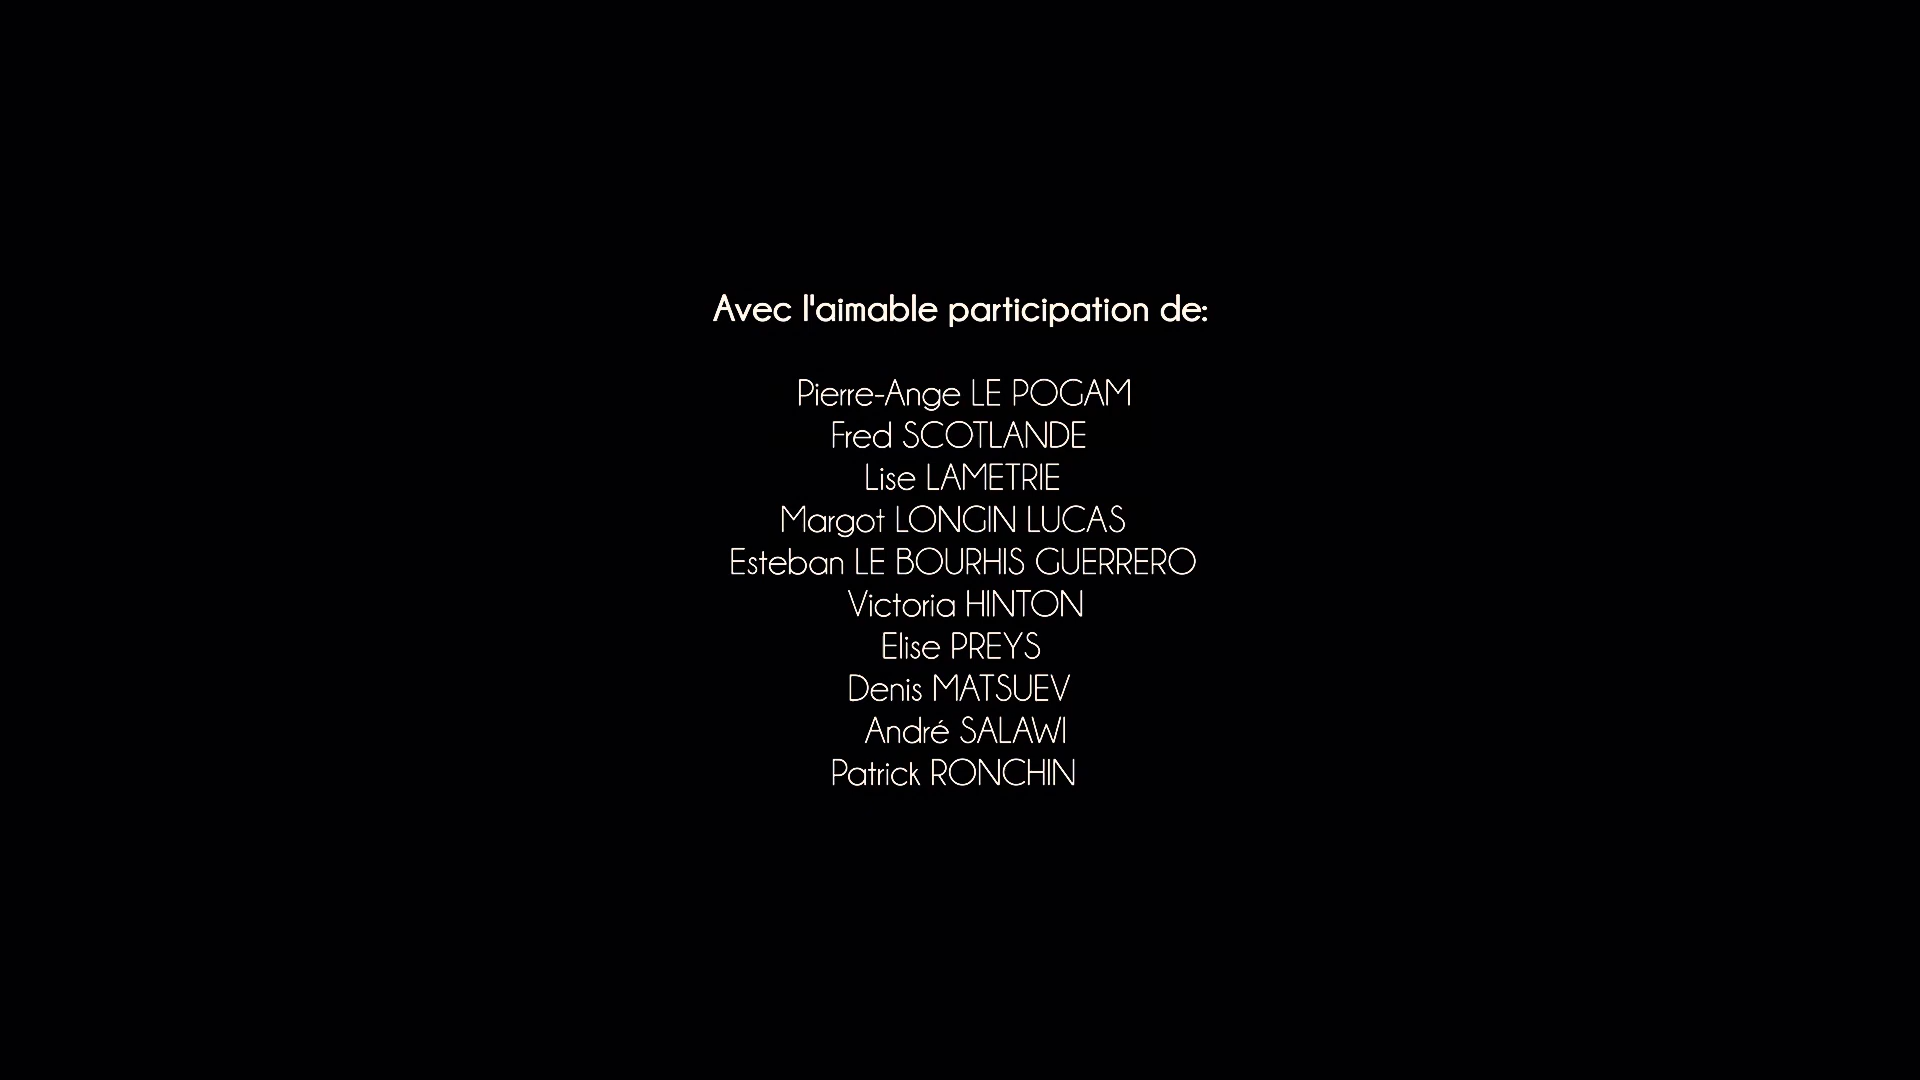 Avec l'aimable participation de:
Pierre-Ange LE POGAM
Fred SCOTLANDE
Lise LAMETRIE
Margot LONGIN LUCAS
Esteban LE BOURHIS GUERRERO
Victoria HINTON
Elise PREYS
Denis MATSUEV
André SALAWI
Patrick RONCHIN